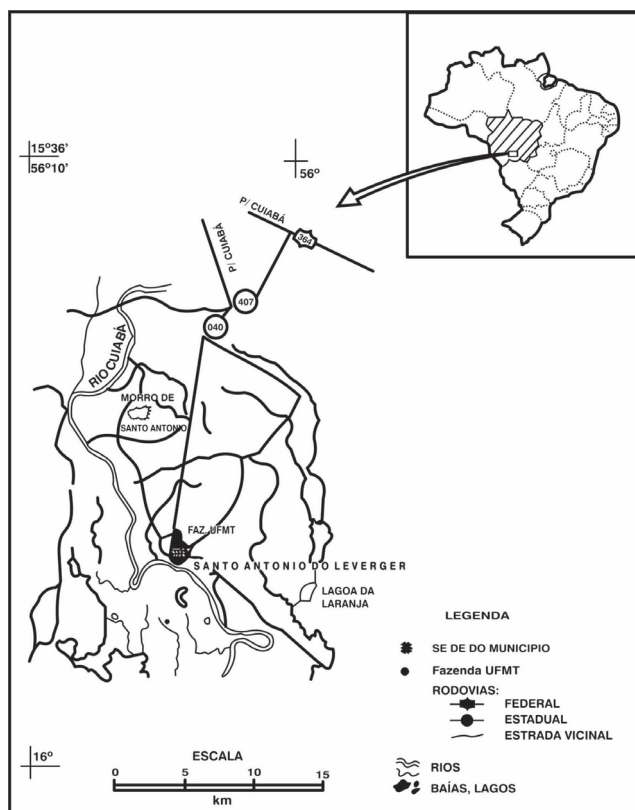 15º36'
56º10'
56º
P/ CUIABÁ
P/ CUIABÁ
364
407
040
RIO CUIABÁ
MORRO DE
SANTO ANTONIO
FAZ. UFMT
SANTO ANTONIO DO LEVERGER
LAGOA DA
LARANJA
LEGENDA
SE DE DO MUNICIPIO
Fazenda UFMT
RODOVIAS:
FEDERAL
ESTADUAL
ESTRADA VICINAL
RIOS
BAÍAS, LAGOS
16º
ESCALA
0 5 10 15
km